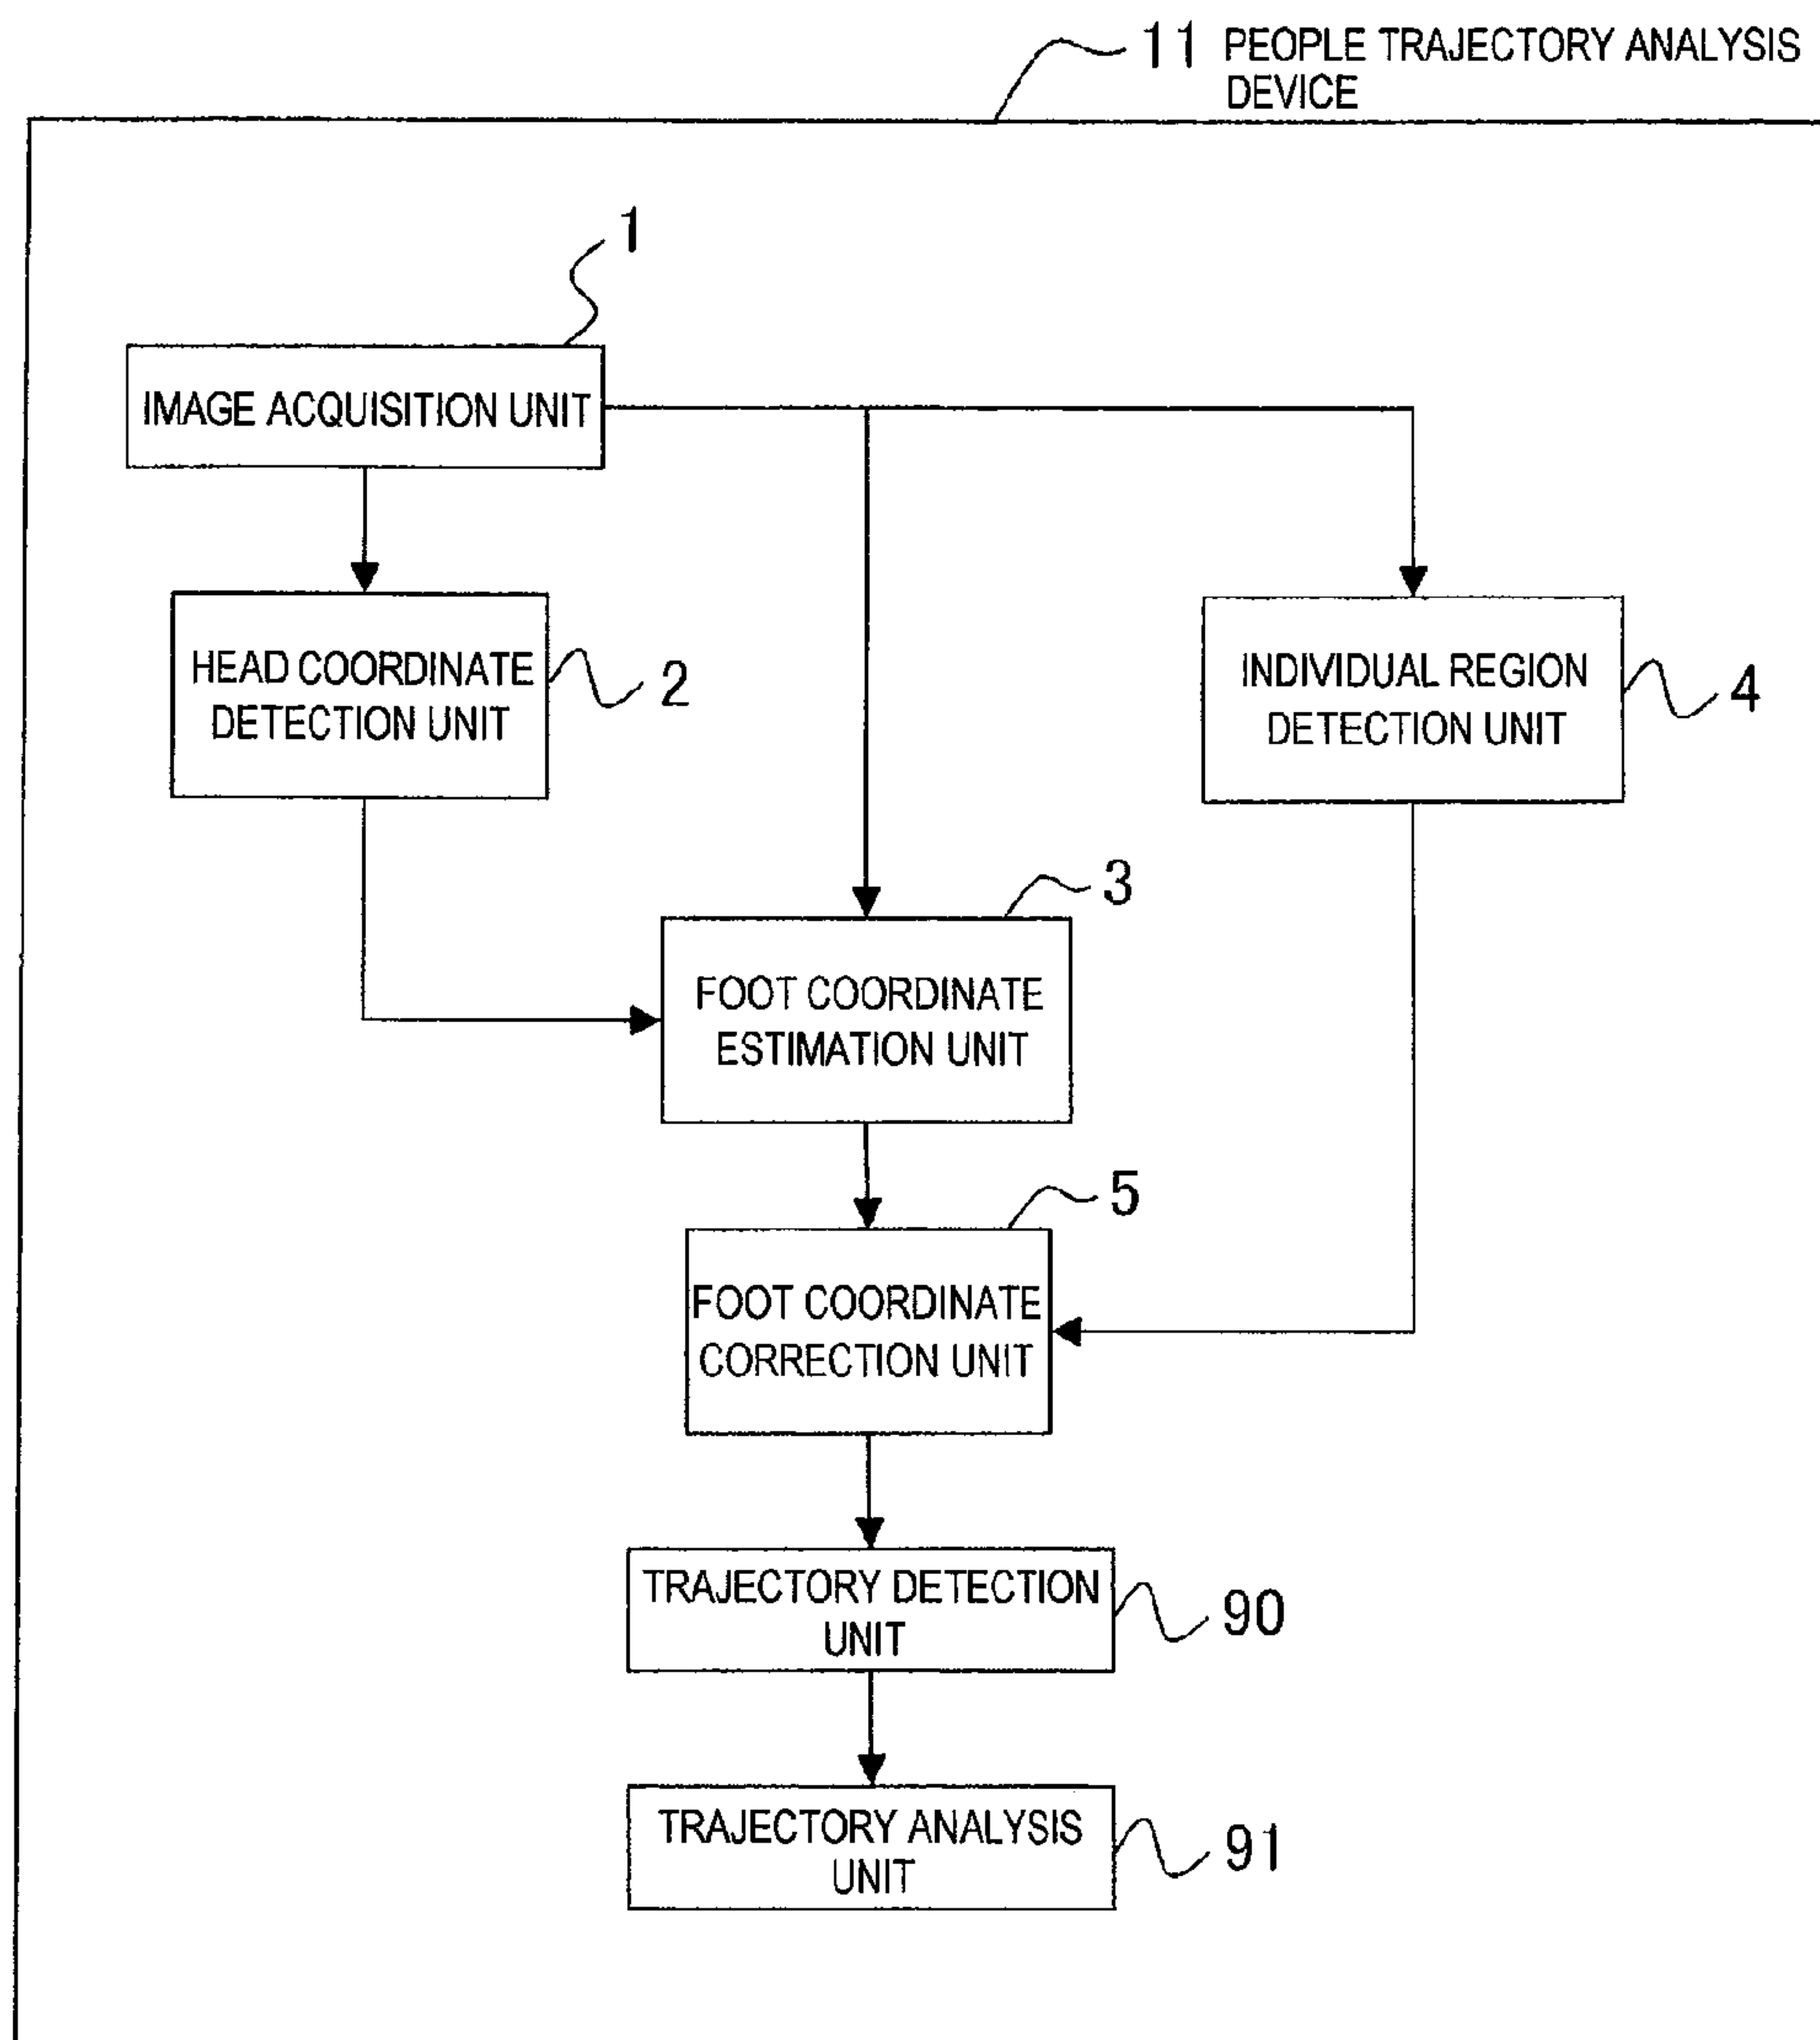 11 PEOPLE TRAJECTORY ANALYSIS
DEVICE
1
IMAGE ACQUISITION UNIT
HEAD COORDINATE
DETECTION UNIT
2
INDIVIDUAL REGION
DETECTION UNIT
4
3
FOOT COORDINATE
ESTIMATION UNIT
5
FOOT COORDINATE
CORRECTION UNIT
TRAJECTORY DETECTION
UNIT
90
TRAJECTORY ANALYSIS
UNIT
91